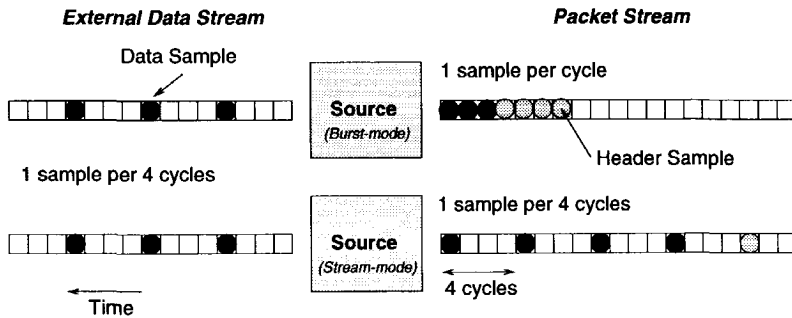 External Data Stream
Packet Stream
Data Sample
1 sample per cycle
Source
(Burst-mode)
Header Sample
1 sample per 4 cycles
1 sample per 4 cycles
Source
(Stream-mode)
4 cycles
Time